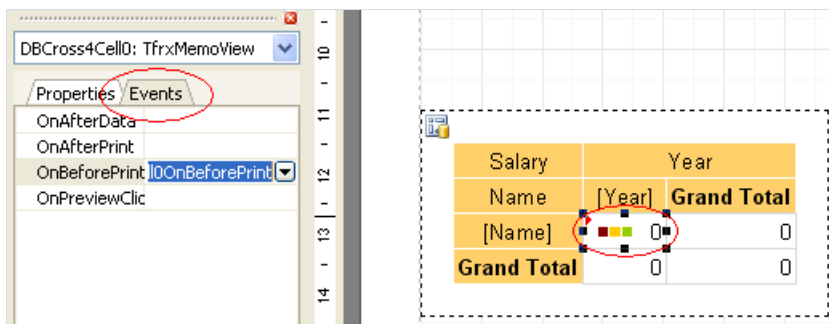 DBCross4Cell0: TfrxMemoView
Properties Events
OnAfterData
OnAfterPrint
OnBeforePrint ll0OnBeforePrint
OnPreviewClic
10
11
12
13
14
Salary Year
Name [Year] Grand Total
[Name] 0 0
Grand Total 0 0